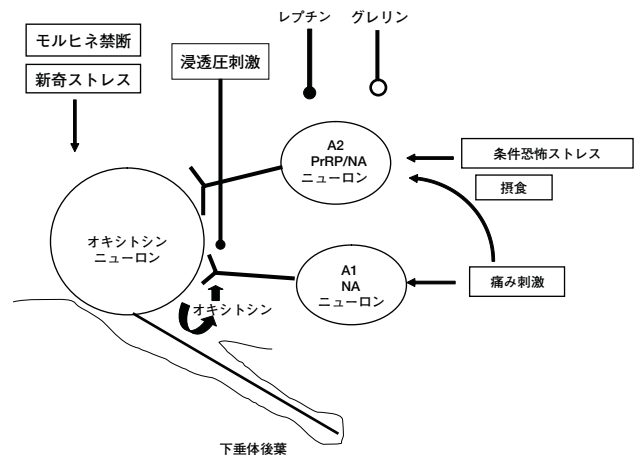 レプチン
グレリン
モルヒネ禁断
新奇ストレス
浸透圧刺激
A2
PrRP/NA
ニューロン
条件恐怖ストレス
摂食
オキシトシン
ニューロン
A1
NA
ニューロン
痛み刺激
オキシトシン
下垂体後葉